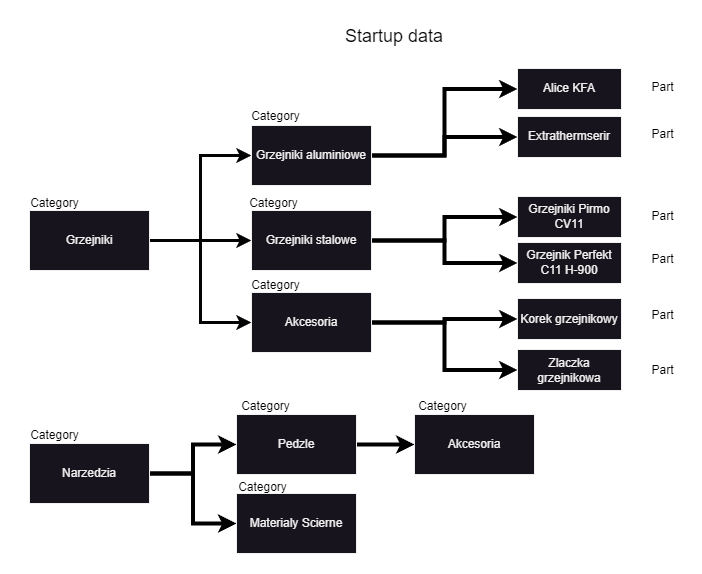 Startup data
Alice KFA
Part
Category
Grzejniki aluminiowe
Extrathermserir
Part
Category
Grzejniki
Category
Grzejniki stalowe
Grzejniki Pirmo
CV11
Part
Grzejnik Perfekt
C11 H-900
Part
Category
Akcesoria
Korek grzejnikowy
Part
Zlaczka
grzejnikowa
Part
Category
Narzedzia
Category
Pedzle
Category
Akcesoria
Category
Materialy Scierne